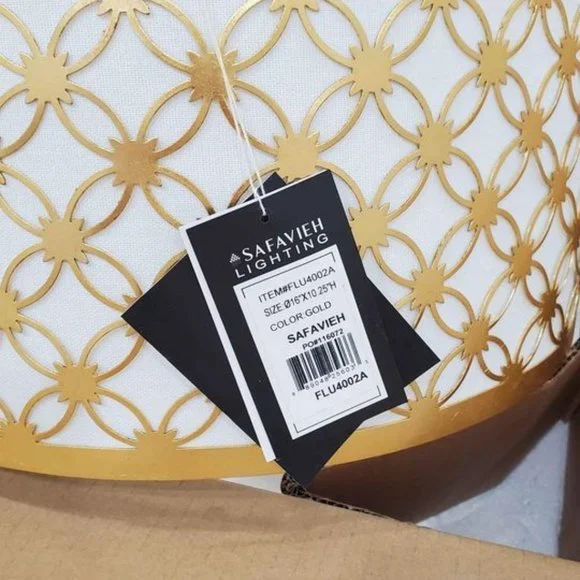 SAFAVIEH
LIGHTING
ITEM#FLU4002A
SIZE:Ø16"X10.25"H
COLOR:GOLD
SAFAVIEH
PO#116072
FLU4002A